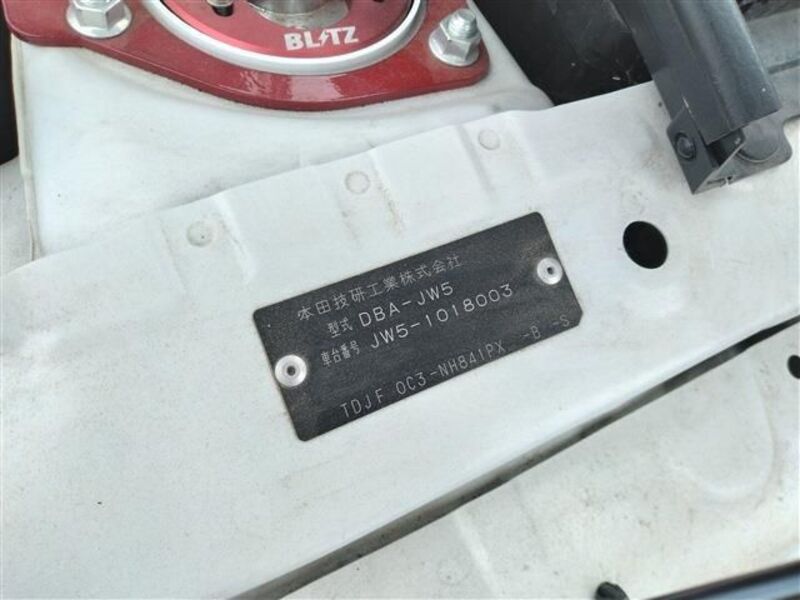 BLITZ
本田技研工業株式会社
型式 DBA-JW5
車台番号 JW5-1018003
TDJF 0C3-NH841PX -B -S